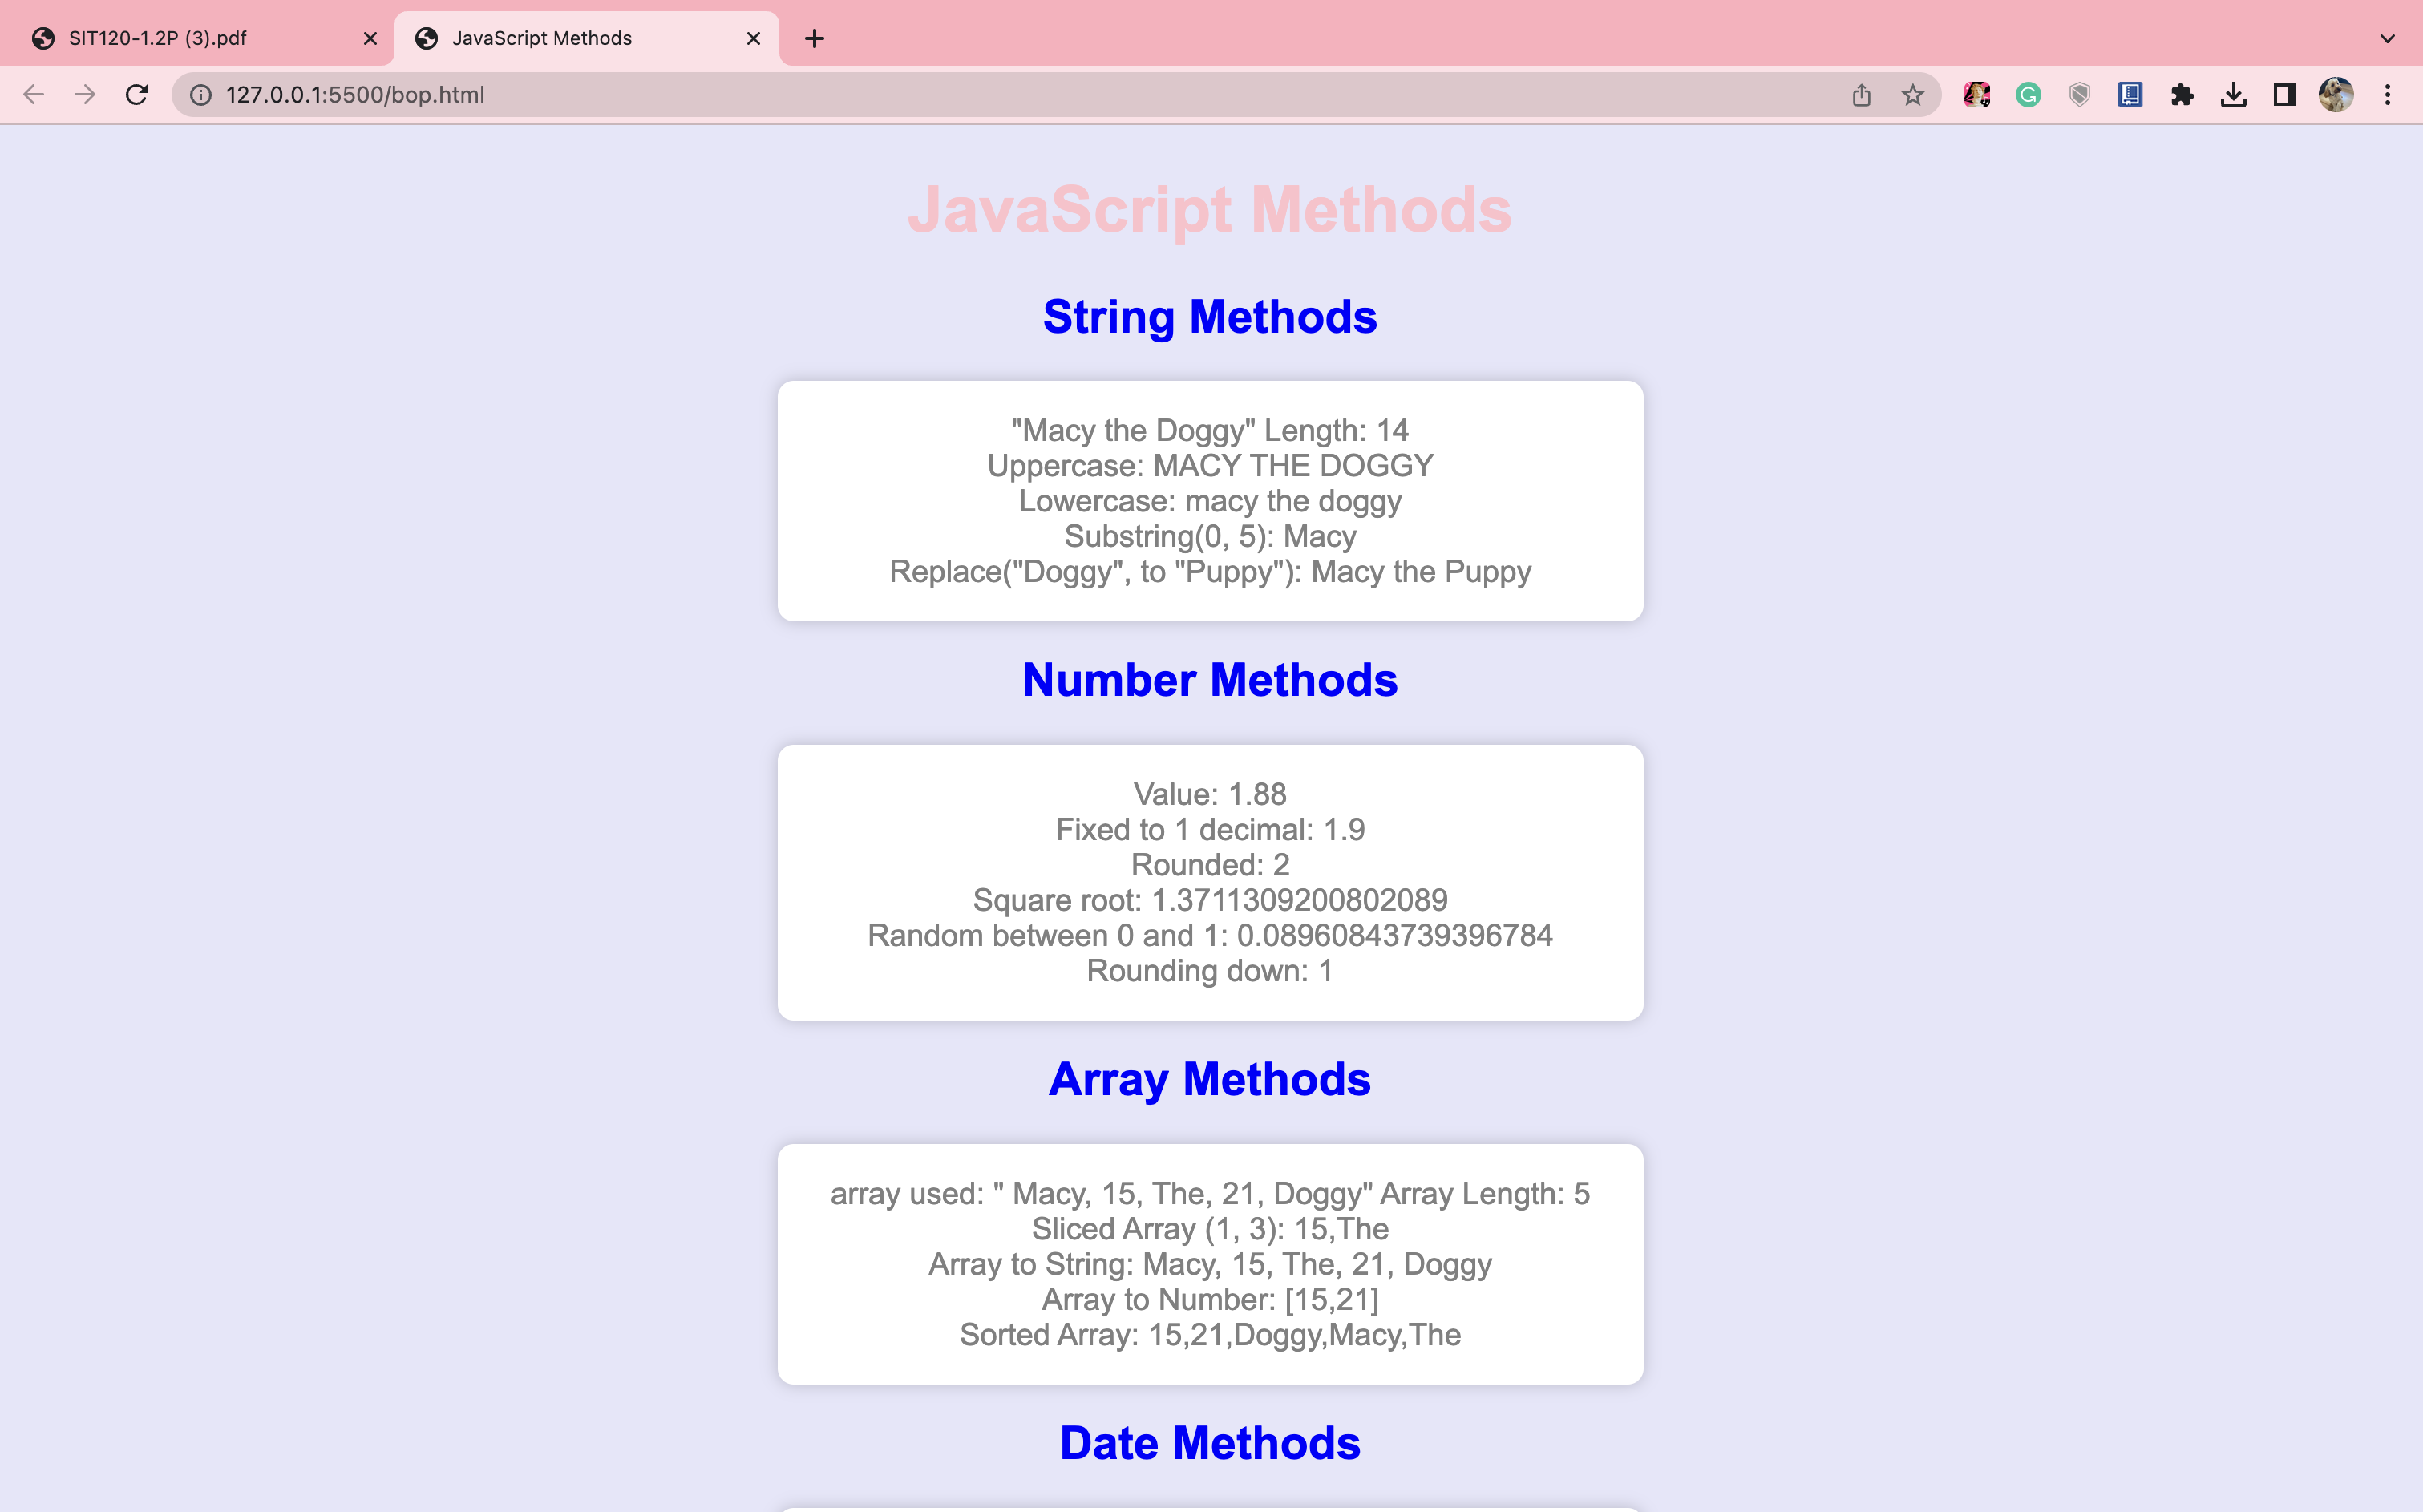 SIT120-1.2P (3).pdf
JavaScript Methods
127.0.0.1:5500/bop.html
JavaScript Methods
String Methods
"Macy the Doggy" Length: 14
Uppercase: MACY THE DOGGY
Lowercase: macy the doggy
Substring(0, 5): Macy
Replace("Doggy", to "Puppy"): Macy the Puppy
Number Methods
Value: 1.88
Fixed to 1 decimal: 1.9
Rounded: 2
Square root: 1.3711309200802089
Random between 0 and 1: 0.08960843739396784
Rounding down: 1
Array Methods
array used: " Macy, 15, The, 21, Doggy" Array Length: 5
Sliced Array (1, 3): 15,The
Array to String: Macy, 15, The, 21, Doggy
Array to Number: [15,21]
Sorted Array: 15,21,Doggy,Macy,The
Date Methods